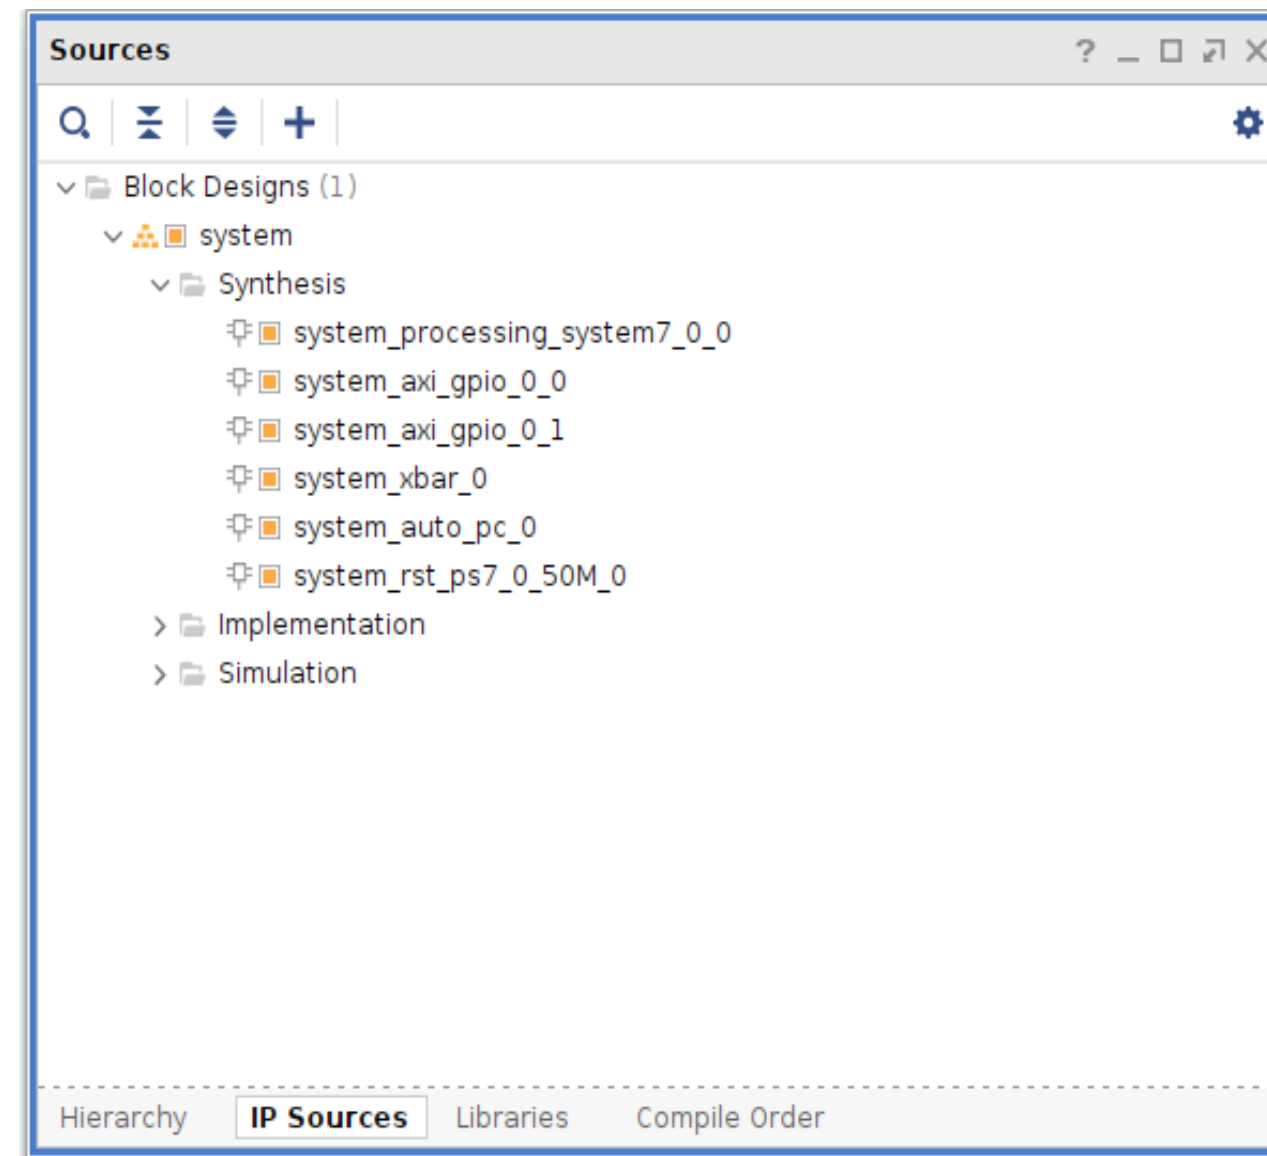 Sources
Block Designs (1)
system
Synthesis
system_processing_system7_0_0
system_axi_gpio_0_0
system_axi_gpio_0_1
system_xbar_0
system_auto_pc_0
system_rst_ps7_0_50M_0
Implementation
Simulation
Hierarchy IP Sources Libraries Compile Order